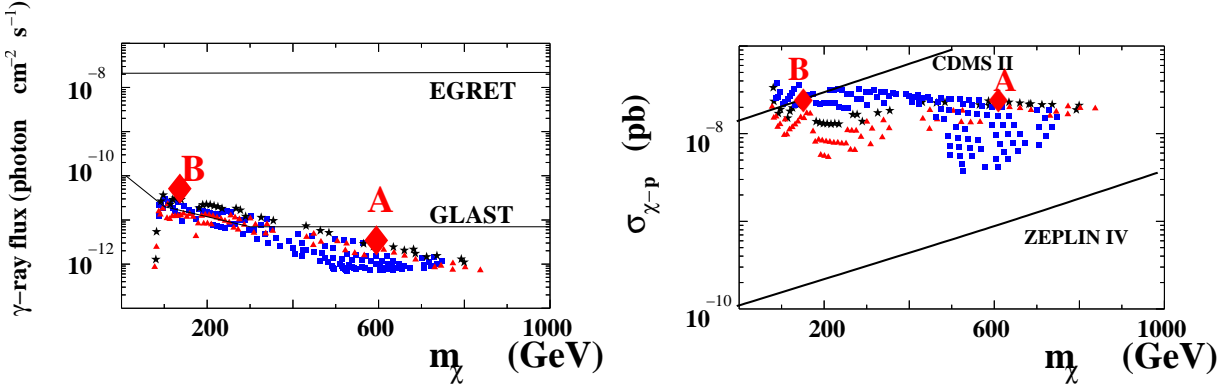 γ−ray flux (photon cm⁻² s⁻¹)
10⁻⁸
10⁻¹⁰
10⁻¹²
EGRET
GLAST
B
A
200
600
1000
m_χ (GeV)
σ_χ−p (pb)
10⁻⁸
10⁻¹⁰
CDMS II
ZEPLIN IV
B
A
200
600
1000
m_χ (GeV)